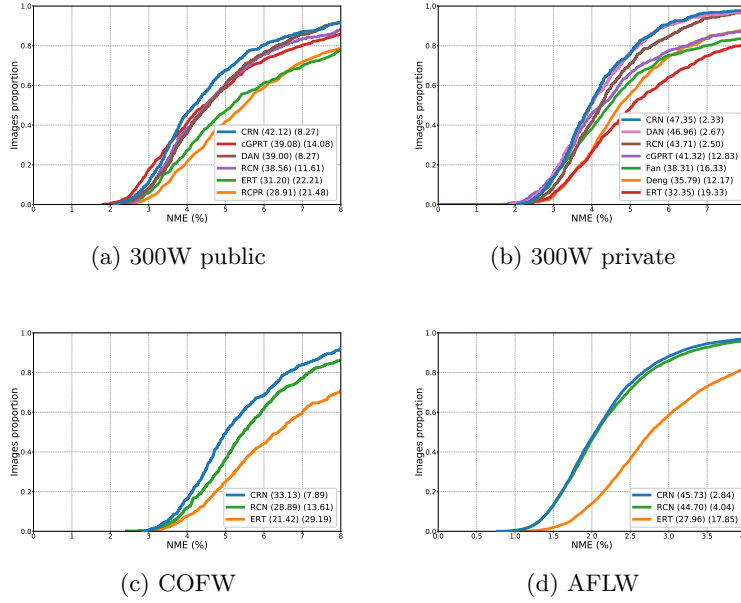 1.0
0.8
0.6
0.4
0.2
0.0
Images proportion
CRN (42.12) (8.27)
cGPRT (39.08) (14.08)
DAN (39.00) (8.27)
RCN (38.56) (11.61)
ERT (31.20) (22.21)
RCPR (28.91) (21.48)
0 1 2 3 4 5 6 7 8
NME (%)
(a) 300W public
1.0
0.8
0.6
0.4
0.2
0.0
Images proportion
CRN (47.35) (2.33)
DAN (46.96) (2.67)
RCN (43.71) (2.50)
cGPRT (41.32) (12.83)
Fan (38.31) (16.33)
Deng (35.79) (12.17)
ERT (32.35) (19.33)
0 1 2 3 4 5 6 7
NME (%)
(b) 300W private
1.0
0.8
0.6
0.4
0.2
0.0
Images proportion
CRN (33.13) (7.89)
RCN (28.89) (13.61)
ERT (21.42) (29.19)
0 1 2 3 4 5 6 7 8
NME (%)
(c) COFW
1.0
0.8
0.6
0.4
0.2
0.0
Images proportion
CRN (45.73) (2.84)
RCN (44.70) (4.04)
ERT (27.96) (17.85)
0.0 0.5 1.0 1.5 2.0 2.5 3.0 3.5
NME (%)
(d) AFLW